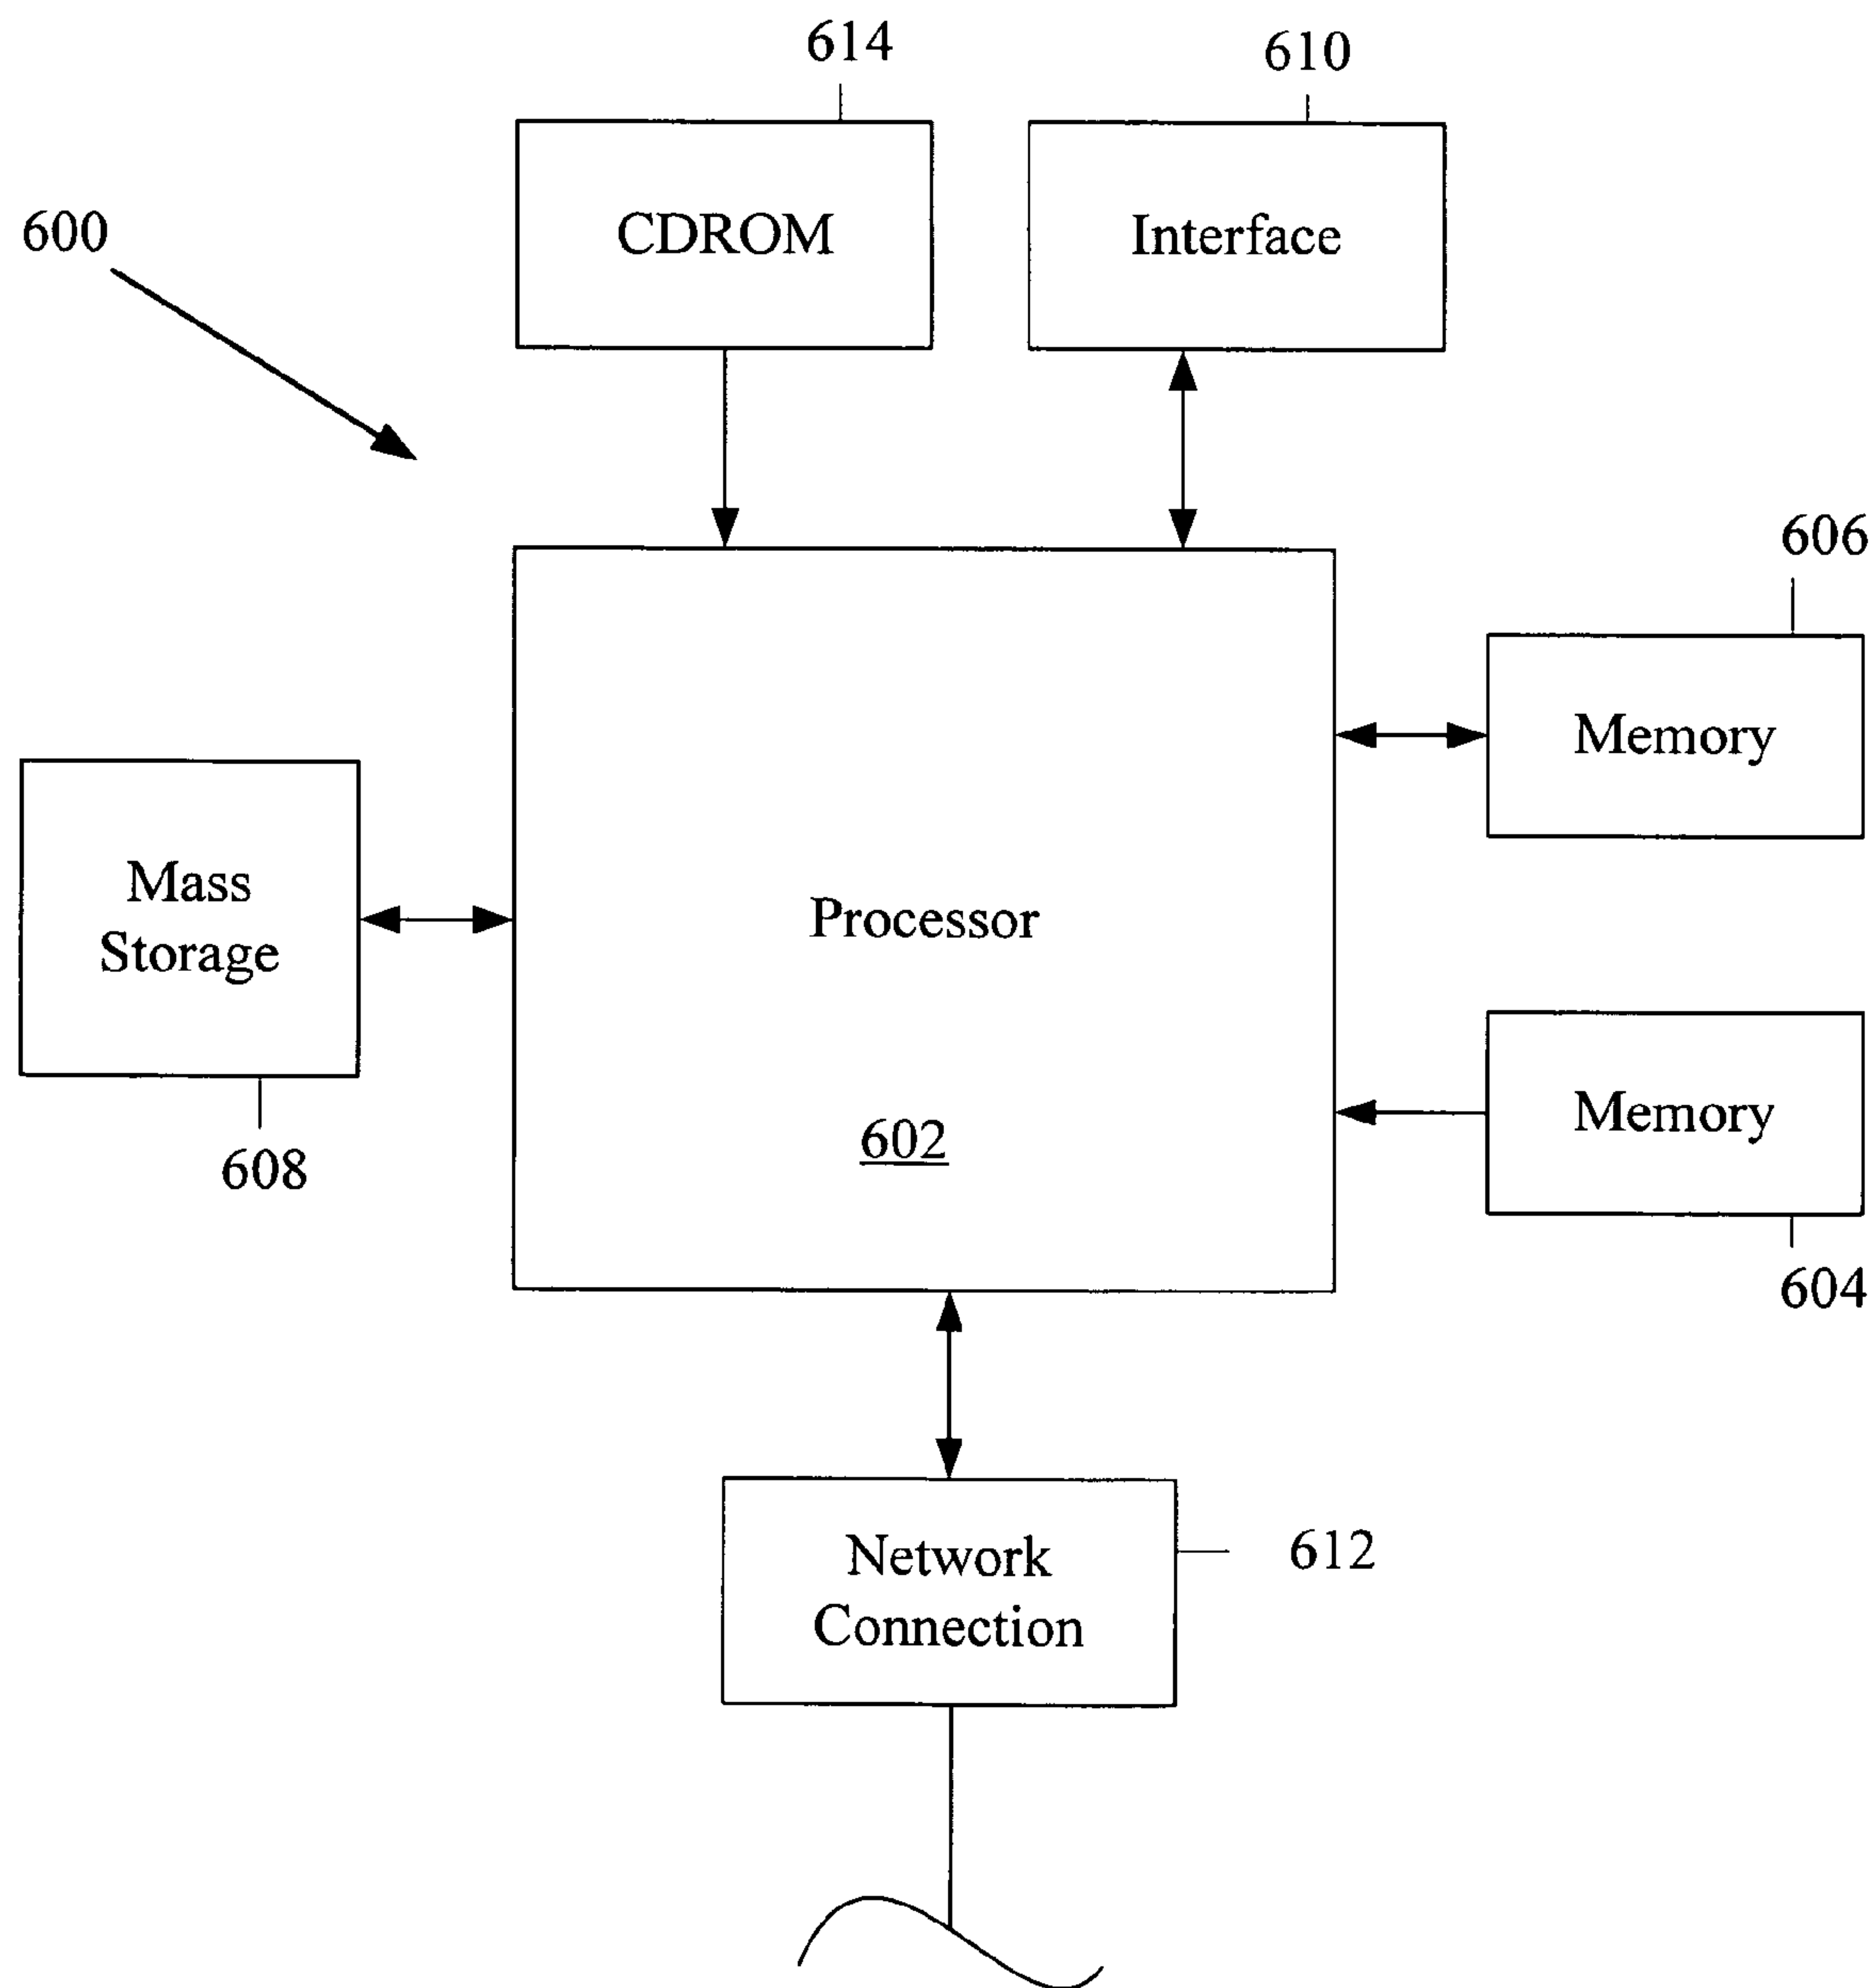 614
610
CDROM
Interface
600
606
Memory
Mass
Storage
Processor
602
Memory
608
604
Network
Connection
612